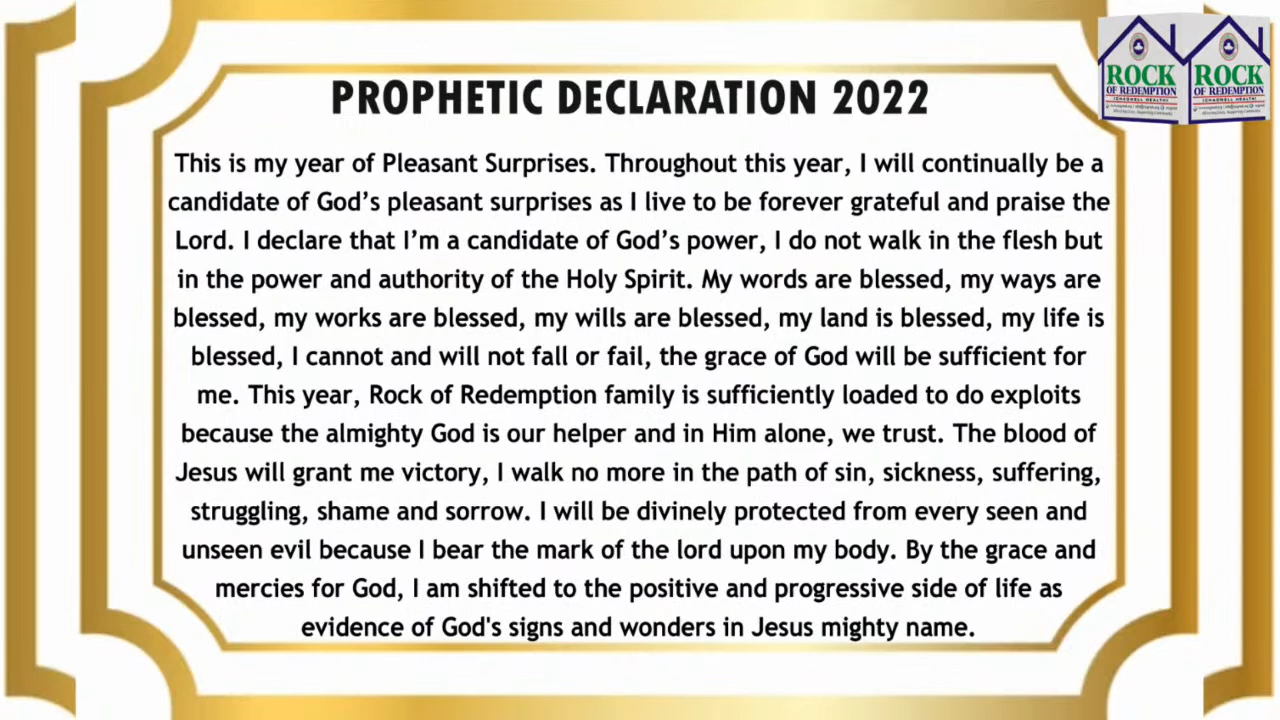 PROPHETIC DECLARATION 2022
ROCK
OF REDEMPTION
ROCK
OF REDEMPTION
This is my year of Pleasant Surprises. Throughout this year, I will continually be a
candidate of God’s pleasant surprises as I live to be forever grateful and praise the
Lord. I declare that I’m a candidate of God’s power, I do not walk in the flesh but
in the power and authority of the Holy Spirit. My words are blessed, my ways are
blessed, my works are blessed, my wills are blessed, my land is blessed, my life is
blessed, I cannot and will not fall or fail, the grace of God will be sufficient for
me. This year, Rock of Redemption family is sufficiently loaded to do exploits
because the almighty God is our helper and in Him alone, we trust. The blood of
Jesus will grant me victory, I walk no more in the path of sin, sickness, suffering,
struggling, shame and sorrow. I will be divinely protected from every seen and
unseen evil because I bear the mark of the lord upon my body. By the grace and
mercies for God, I am shifted to the positive and progressive side of life as
evidence of God's signs and wonders in Jesus mighty name.